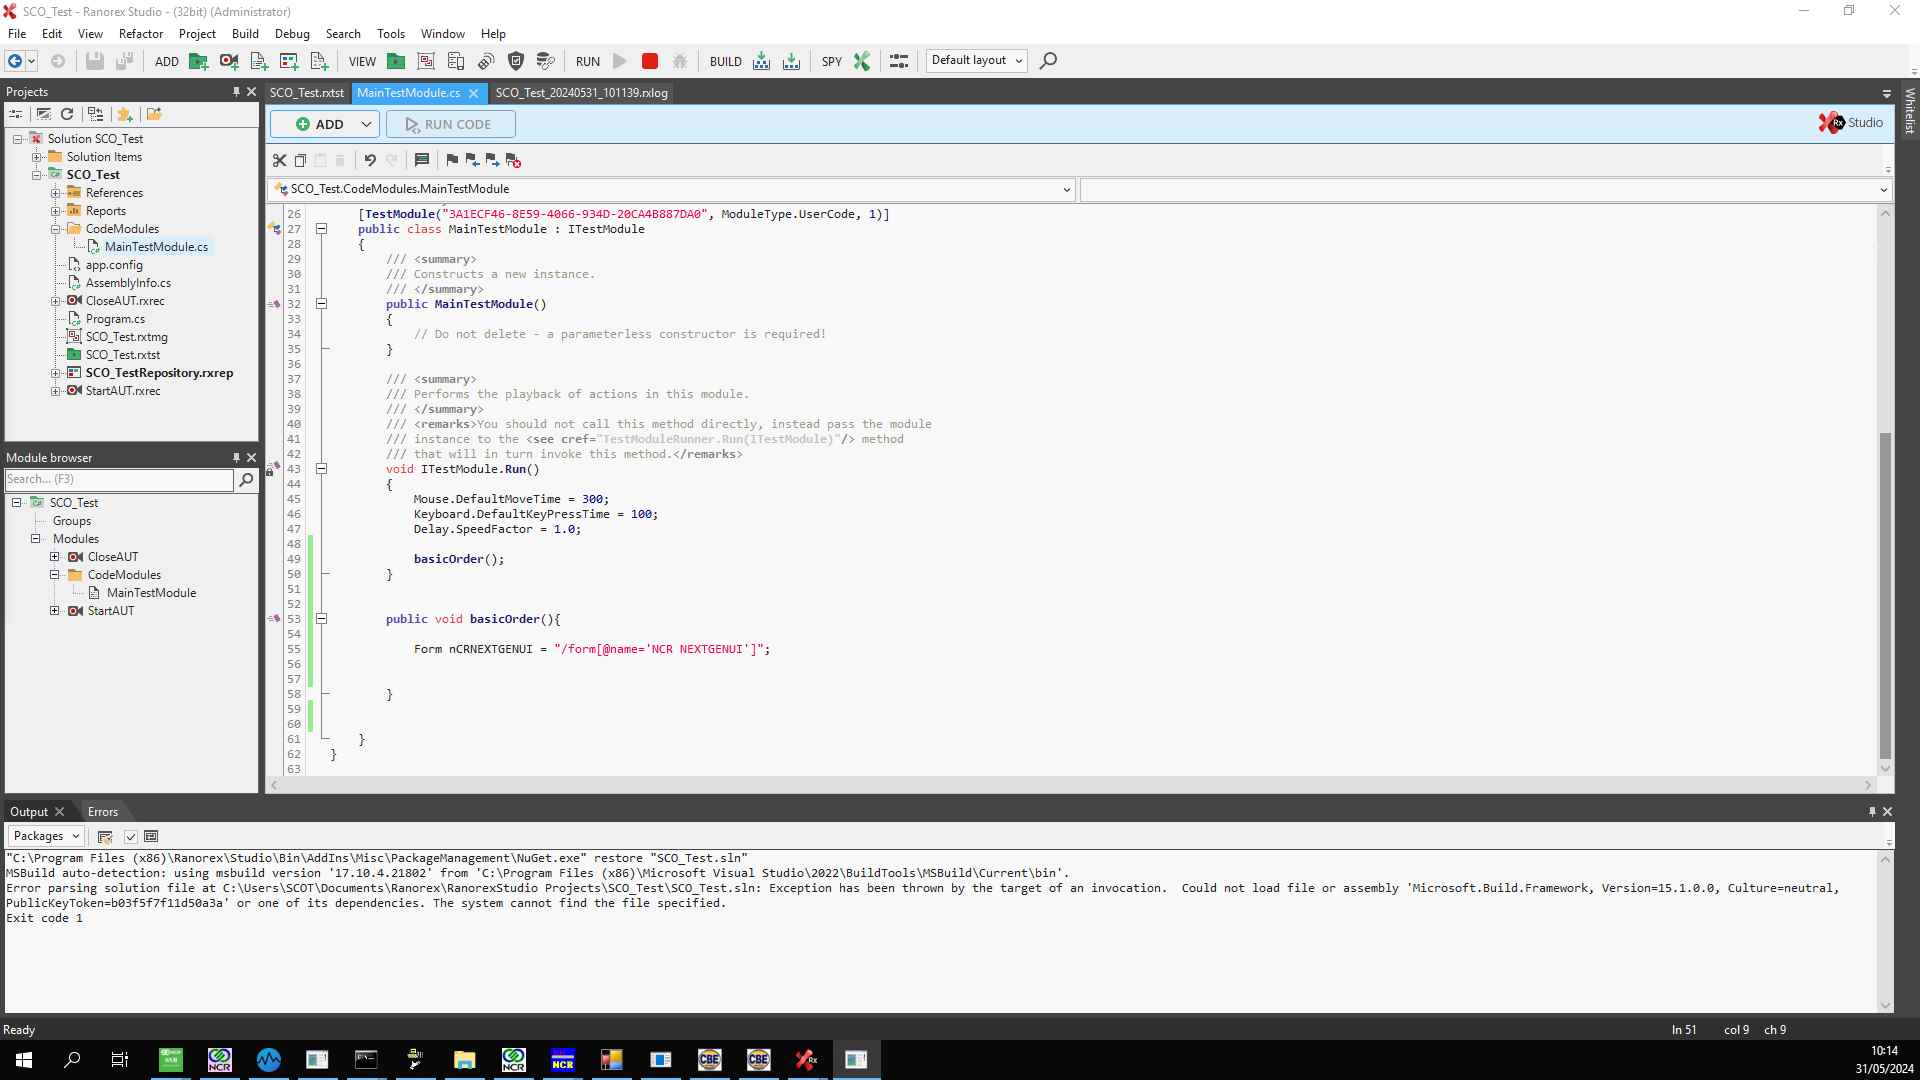 SCO_Test - Ranorex Studio - (32bit) (Administrator)
File Edit View Refactor Project Build Debug Search Tools Window Help
ADD VIEW RUN BUILD SPY Default layout
Projects
Solution SCO_Test
Solution Items
SCO_Test
References
Reports
CodeModules
MainTestModule.cs
app.config
AssemblyInfo.cs
CloseAUT.rxrec
Program.cs
SCO_Test.rxtmg
SCO_Test.rxtst
SCO_TestRepository.rxrep
StartAUT.rxrec
Module browser
Search... (F3)
SCO_Test
Groups
Modules
CloseAUT
CodeModules
MainTestModule
StartAUT
SCO_Test.rxtst MainTestModule.cs SCO_Test_20240531_101139.rxlog
ADD RUN CODE
Rx Studio
Whitelist
SCO_Test.CodeModules.MainTestModule
26 [TestModule("3A1ECF46-8E59-4066-934D-20CA4B887DA0", ModuleType.UserCode, 1)]
27 public class MainTestModule : ITestModule
28 {
29 /// <summary>
30 /// Constructs a new instance.
31 /// </summary>
32 public MainTestModule()
33 {
34 // Do not delete - a parameterless constructor is required!
35 }
36
37 /// <summary>
38 /// Performs the playback of actions in this module.
39 /// </summary>
40 /// <remarks>You should not call this method directly, instead pass the module
41 /// instance to the <see cref="TestModuleRunner.Run(ITestModule)"/> method
42 /// that will in turn invoke this method.</remarks>
43 void ITestModule.Run()
44 {
45 Mouse.DefaultMoveTime = 300;
46 Keyboard.DefaultKeyPressTime = 100;
47 Delay.SpeedFactor = 1.0;
48
49 basicOrder();
50 }
51
52
53 public void basicOrder(){
54
55 Form nCRNEXTGENUI = "/form[@name='NCR NEXTGENUI']";
56
57
58 }
59
60
61 }
62 }
63
Output Errors
Packages
"C:\Program Files (x86)\Ranorex\Studio\Bin\AddIns\Misc\PackageManagement\NuGet.exe" restore "SCO_Test.sln"
MSBuild auto-detection: using msbuild version '17.10.4.21802' from 'C:\Program Files (x86)\Microsoft Visual Studio\2022\BuildTools\MSBuild\Current\bin'.
Error parsing solution file at C:\Users\SCOT\Documents\Ranorex\RanorexStudio Projects\SCO_Test\SCO_Test.sln: Exception has been thrown by the target of an invocation.  Could not load file or assembly 'Microsoft.Build.Framework, Version=15.1.0.0, Culture=neutral,
PublicKeyToken=b03f5f7f11d50a3a' or one of its dependencies. The system cannot find the file specified.
Exit code 1
Ready ln 51 col 9 ch 9
NCR NCR NCR CBE CBE Rx
10:14
31/05/2024